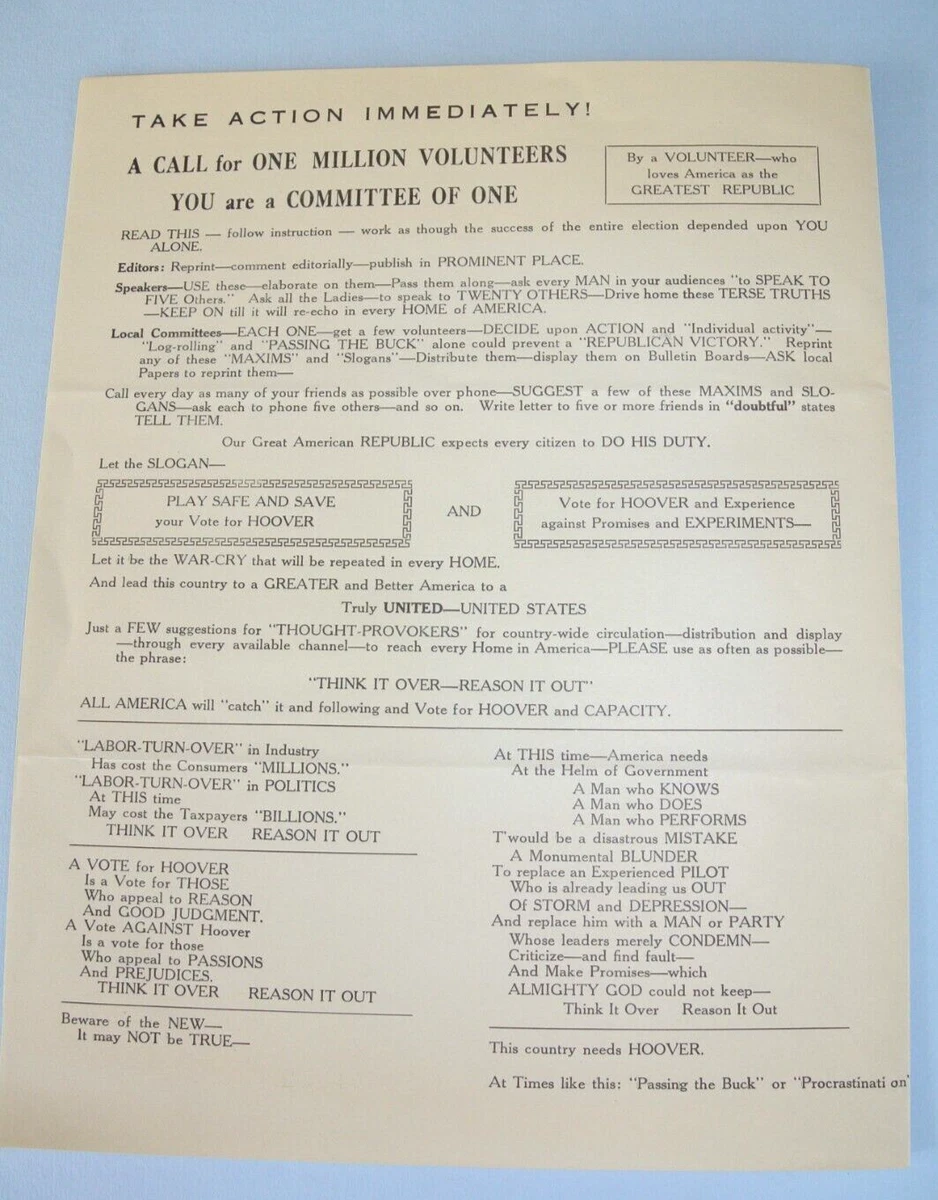 TAKE ACTION IMMEDIATELY!
A CALL for ONE MILLION VOLUNTEERS
YOU are a COMMITTEE OF ONE
By a VOLUNTEER—who
loves America as the
GREATEST REPUBLIC
READ THIS — follow instruction — work as though the success of the entire election depended upon YOU
ALONE.
Editors: Reprint—comment editorially—publish in PROMINENT PLACE.
Speakers—USE these—elaborate on them—Pass them along—ask every MAN in your audiences "to SPEAK TO
FIVE Others." Ask all the Ladies—to speak to TWENTY OTHERS—Drive home these TERSE TRUTHS
—KEEP ON till it will re-echo in every HOME of AMERICA.
Local Committees—EACH ONE—get a few volunteers—DECIDE upon ACTION and "Individual activity"—
"Log-rolling" and "PASSING THE BUCK" alone could prevent a "REPUBLICAN VICTORY." Reprint
any of these "MAXIMS" and "Slogans"—Distribute them—display them on Bulletin Boards—ASK local
Papers to reprint them—
Call every day as many of your friends as possible over phone—SUGGEST a few of these MAXIMS and SLO-
GANS—ask each to phone five others—and so on. Write letter to five or more friends in "doubtful" states
TELL THEM.
Our Great American REPUBLIC expects every citizen to DO HIS DUTY.
Let the SLOGAN—
PLAY SAFE AND SAVE
your Vote for HOOVER
AND
Vote for HOOVER and Experience
against Promises and EXPERIMENTS—
Let it be the WAR-CRY that will be repeated in every HOME.
And lead this country to a GREATER and Better America to a
Truly UNITED—UNITED STATES
Just a FEW suggestions for "THOUGHT-PROVOKERS" for country-wide circulation—distribution and display
—through every available channel—to reach every Home in America—PLEASE use as often as possible—
the phrase:
"THINK IT OVER—REASON IT OUT"
ALL AMERICA will "catch" it and following and Vote for HOOVER and CAPACITY.
"LABOR-TURN-OVER" in Industry
Has cost the Consumers "MILLIONS."
"LABOR-TURN-OVER" in POLITICS
At THIS time
May cost the Taxpayers "BILLIONS."
THINK IT OVER REASON IT OUT
A VOTE for HOOVER
Is a Vote for THOSE
Who appeal to REASON
And GOOD JUDGMENT.
A Vote AGAINST Hoover
Is a vote for those
Who appeal to PASSIONS
And PREJUDICES.
THINK IT OVER REASON IT OUT
Beware of the NEW—
It may NOT be TRUE—
At THIS time—America needs
At the Helm of Government
A Man who KNOWS
A Man who DOES
A Man who PERFORMS
T'would be a disastrous MISTAKE
A Monumental BLUNDER
To replace an Experienced PILOT
Who is already leading us OUT
Of STORM and DEPRESSION—
And replace him with a MAN or PARTY
Whose leaders merely CONDEMN—
Criticize—and find fault—
And Make Promises—which
ALMIGHTY GOD could not keep—
Think It Over Reason It Out
This country needs HOOVER.
At Times like this: "Passing the Buck" or "Procrastinati on"